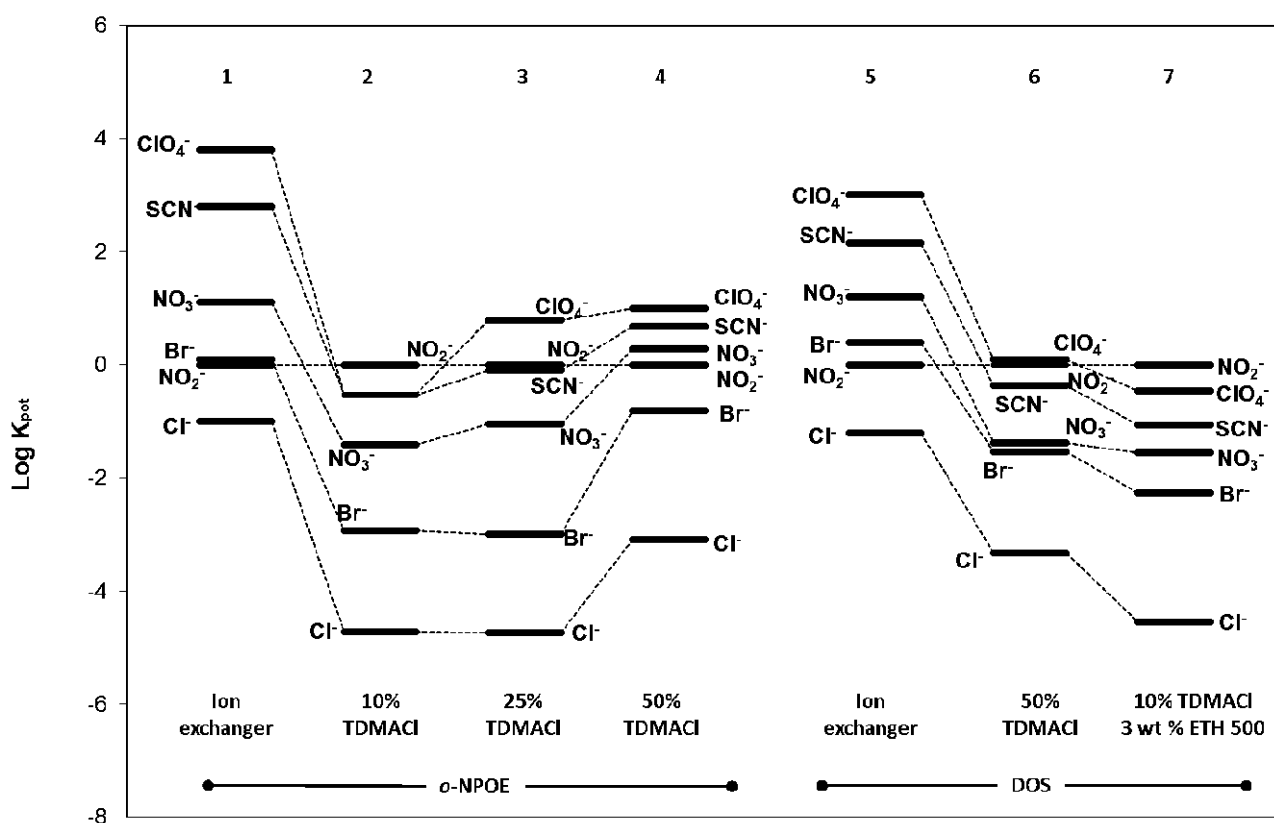 6
1 2 3 4 5 6 7
4
ClO₄⁻
SCN⁻
ClO₄⁻
SCN⁻
2
NO₃⁻
NO₃⁻
ClO₄⁻
ClO₄⁻
SCN⁻
Br⁻
Br⁻
NO₂⁻
NO₂⁻
NO₃⁻
ClO₄⁻
0
NO₂⁻
SCN⁻
NO₂⁻
NO₂⁻
NO₂
NO₂⁻
SCN⁻
ClO₄⁻
Log Kpot
Cl⁻
Br⁻
Cl⁻
NO₃⁻
SCN⁻
NO₃⁻
NO₃⁻
NO₃⁻
-2
Br⁻
Br⁻
Br⁻
Br⁻
Cl⁻
Cl⁻
-4
Cl⁻
Cl⁻
Cl⁻
-6
Ion
exchanger
10%
TDMACl
25%
TDMACl
50%
TDMACl
Ion
exchanger
50%
TDMACl
10% TDMACl
3 wt % ETH 500
o-NPOE
DOS
-8